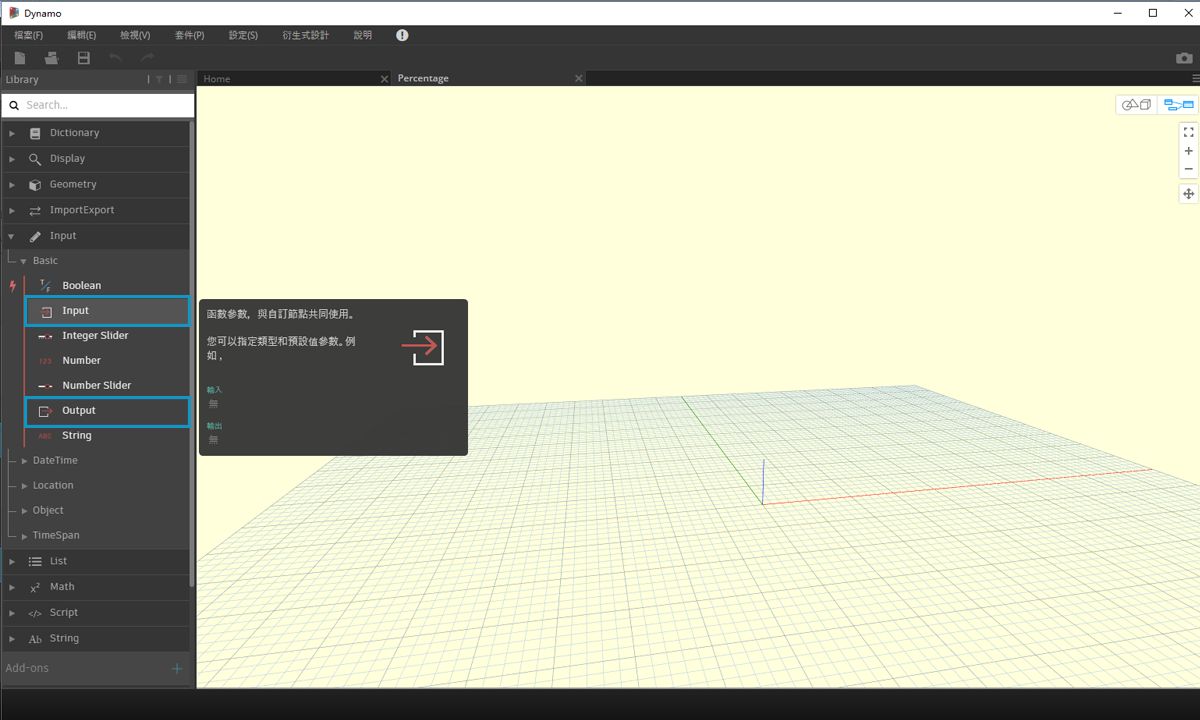 Dynamo
檔案(F) 編輯(E) 檢視(V) 套件(P) 設定(S) 衍生式設計 說明
Library
Home
Percentage
Search...
Dictionary
Display
Geometry
ImportExport
Input
Basic
Boolean
Input
Integer Slider
123 Number
Number Slider
Output
ABC String
DateTime
Location
Object
TimeSpan
List
x² Math
</> Script
Ab String
Add-ons
函數參數，與自訂節點共同使用。
您可以指定類型和預設值參數。例
如，
輸入
無
輸出
無